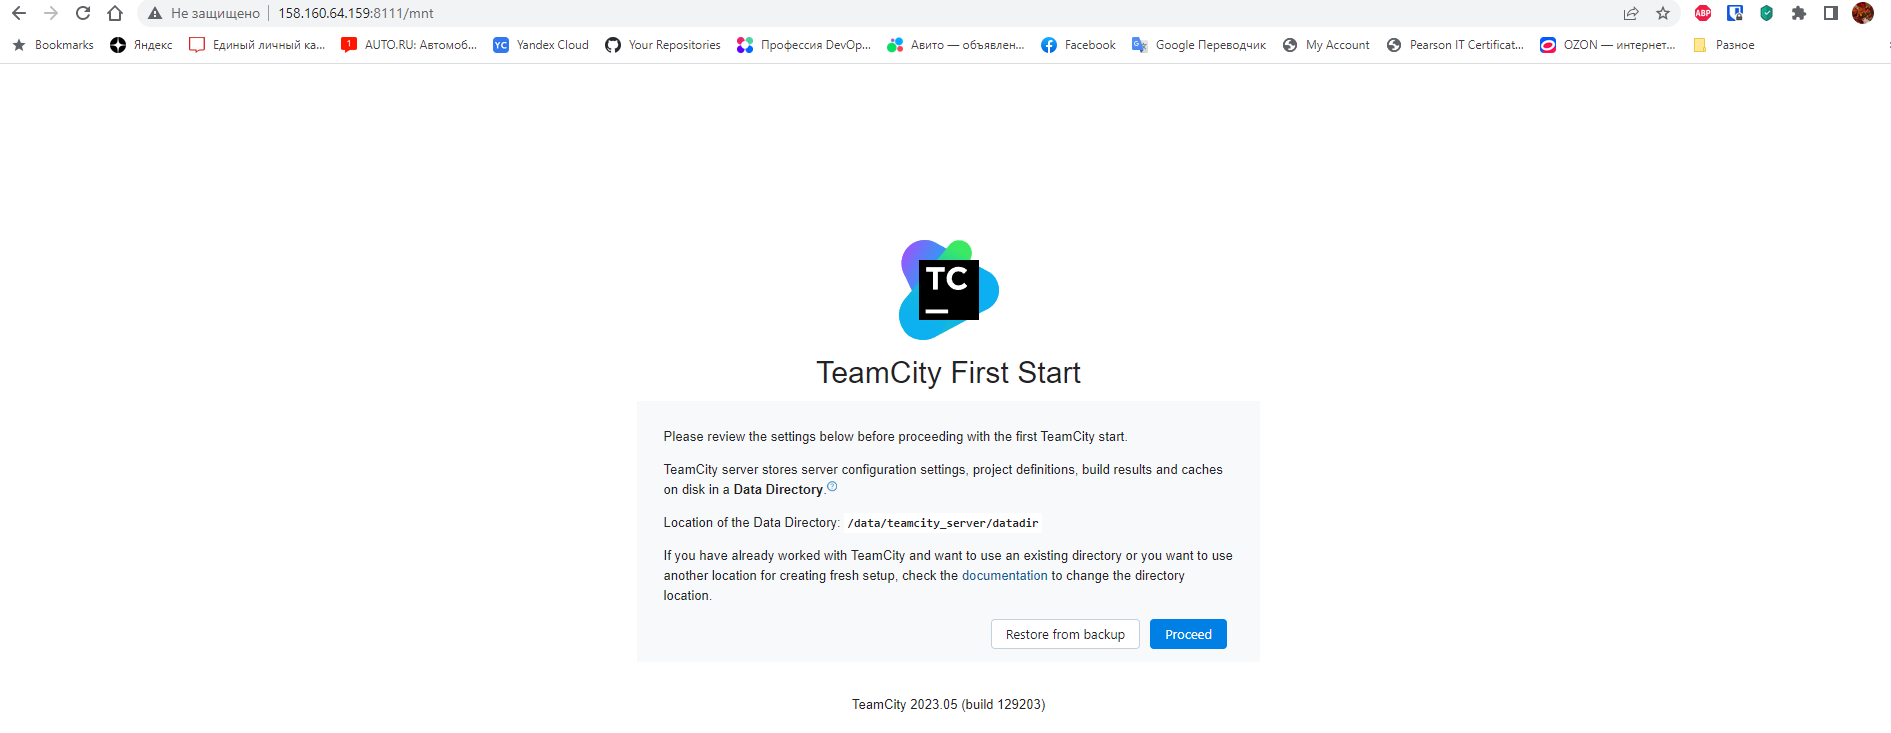 Не защищено 158.160.64.159:8111/mnt
ABP
Bookmarks Яндекс Единый личный ка... 1 AUTO.RU: Автомоб... YC Yandex Cloud Your Repositories Профессия DevOp... Авито — объявлен... Facebook Google Переводчик My Account Pearson IT Certificat... OZON — интернет... Разное
TC
TeamCity First Start
Please review the settings below before proceeding with the first TeamCity start.
TeamCity server stores server configuration settings, project definitions, build results and caches
on disk in a Data Directory.?
Location of the Data Directory: /data/teamcity_server/datadir
If you have already worked with TeamCity and want to use an existing directory or you want to use
another location for creating fresh setup, check the documentation to change the directory
location.
Restore from backup Proceed
TeamCity 2023.05 (build 129203)